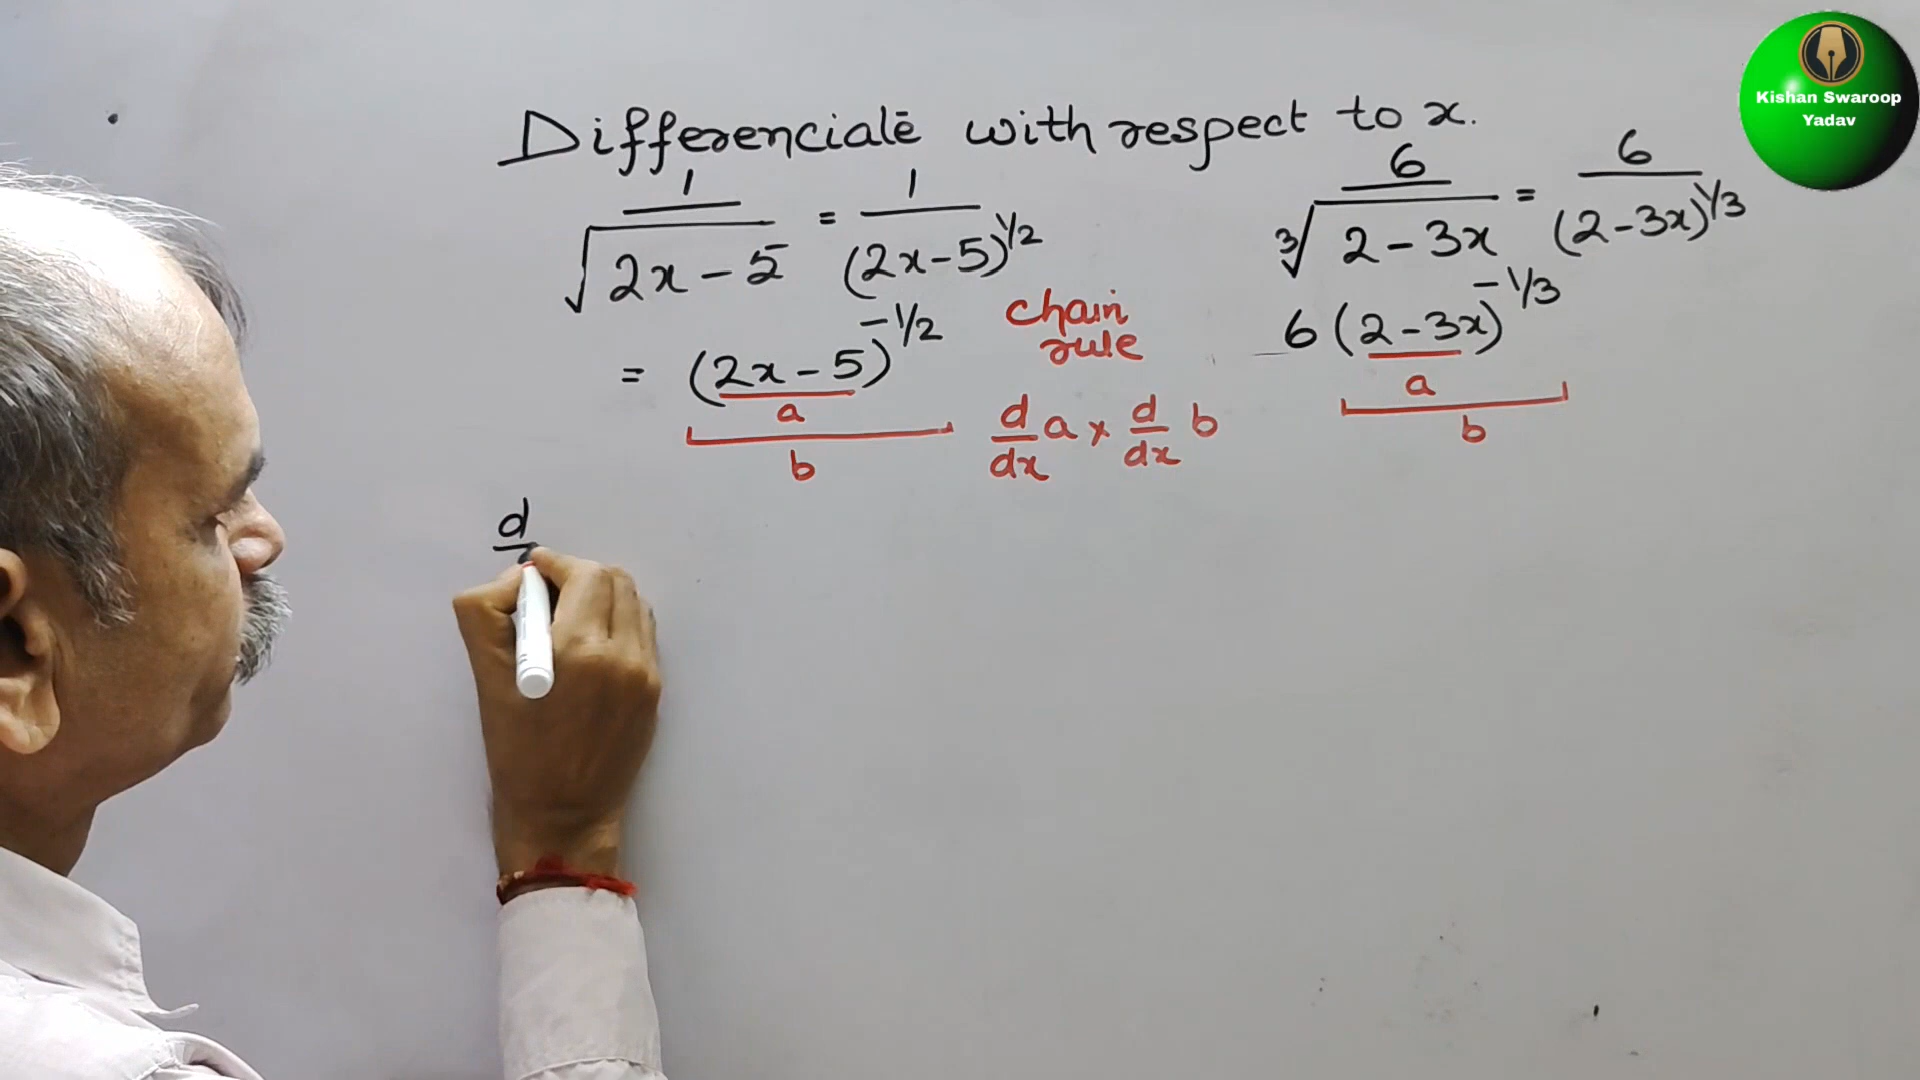 Differenciate with respect to x.
1/√(2x-5) = 1/(2x-5)^1/2
= (2x-5)^-1/2
a
b
chain
rule
d/dx a × d/dx b
6/∛(2-3x) = 6/(2-3x)^1/3
6(2-3x)^-1/3
a
b
d
Kishan Swaroop
Yadav